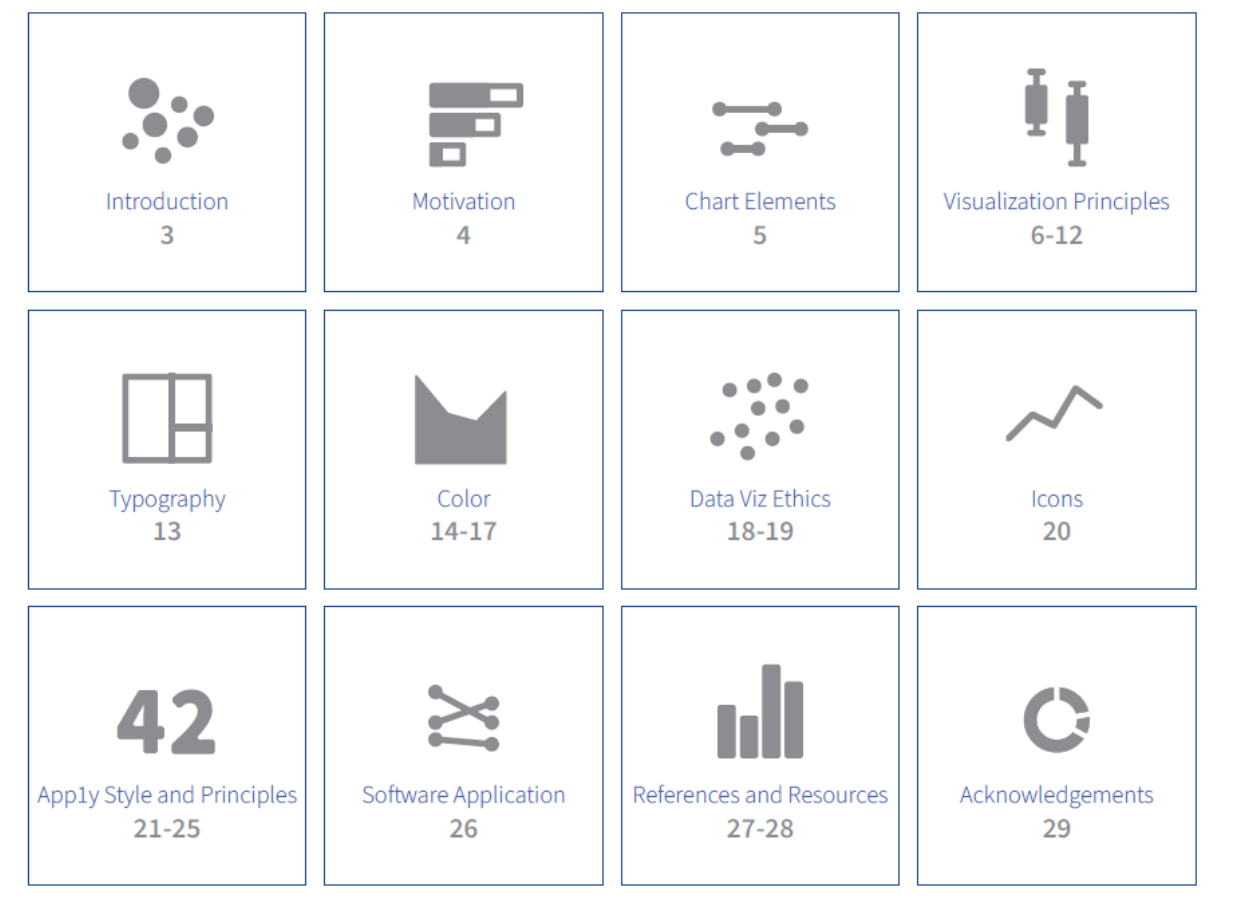 Introduction
3
Motivation
4
Chart Elements
5
Visualization Principles
6-12
Typography
13
Color
14-17
Data Viz Ethics
18-19
Icons
20
42
App1y Style and Principles
21-25
Software Application
26
References and Resources
27-28
Acknowledgements
29